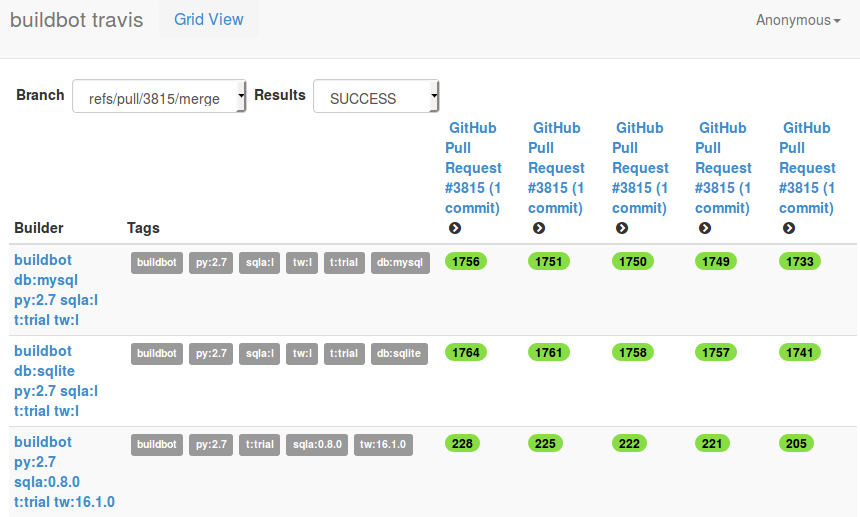 buildbot travis Grid View Anonymous
Branch refs/pull/3815/merge Results SUCCESS
GitHub GitHub GitHub GitHub GitHub
Pull Pull Pull Pull Pull
Request Request Request Request Request
#3815 (1 #3815 (1 #3815 (1 #3815 (1 #3815 (1
commit) commit) commit) commit) commit)
Builder Tags
buildbot buildbot py:2.7 sqla:l tw:l t:trial db:mysql 1756 1751 1750 1749 1733
db:mysql
py:2.7 sqla:l
t:trial tw:l
buildbot buildbot py:2.7 sqla:l tw:l t:trial db:sqlite 1764 1761 1758 1757 1741
db:sqlite
py:2.7 sqla:l
t:trial tw:l
buildbot buildbot py:2.7 t:trial sqla:0.8.0 tw:16.1.0 228 225 222 221 205
py:2.7
sqla:0.8.0
t:trial tw:16.1.0